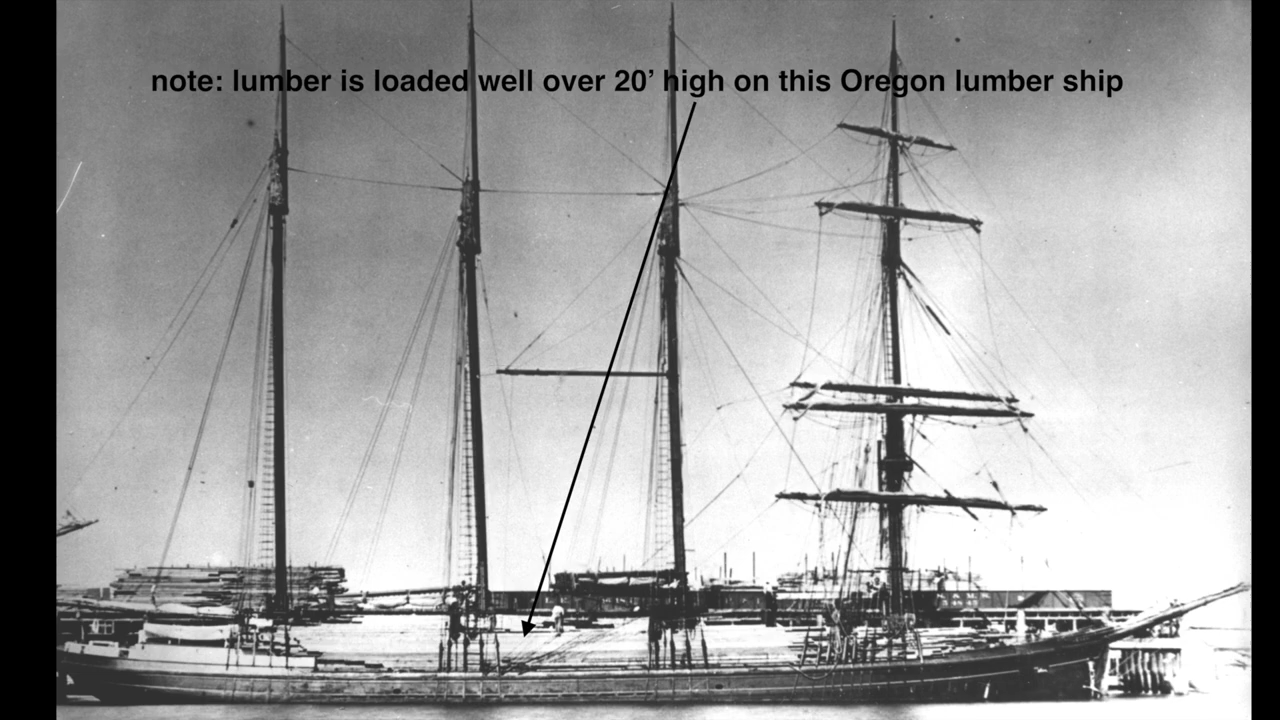 note: lumber is loaded well over 20’ high on this Oregon lumber ship